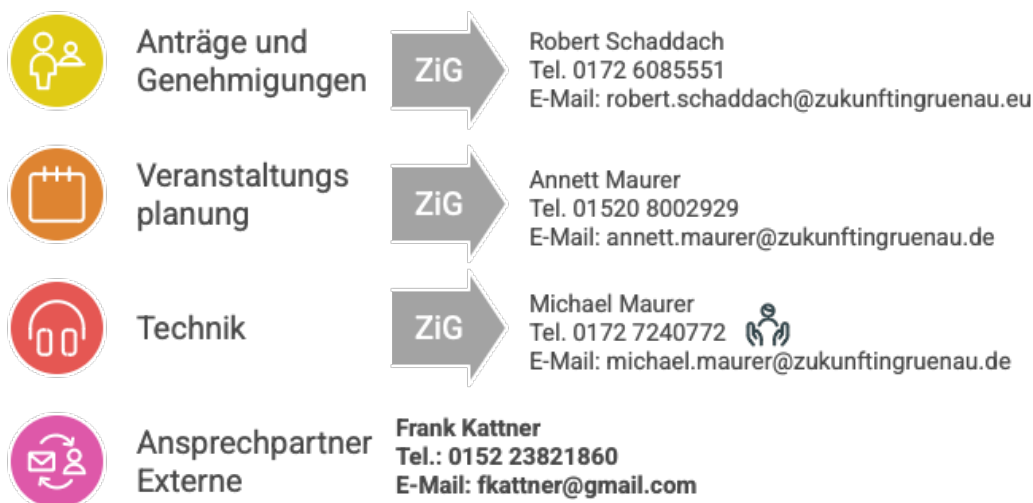 Anträge und
Genehmigungen
ZiG
Robert Schaddach
Tel. 0172 6085551
E-Mail: robert.schaddach@zukunftingruenau.eu
Veranstaltungs
planung
ZiG
Annett Maurer
Tel. 01520 8002929
E-Mail: annett.maurer@zukunftingruenau.de
Technik
ZiG
Michael Maurer
Tel. 0172 7240772
E-Mail: michael.maurer@zukunftingruenau.de
Ansprechpartner
Externe
Frank Kattner
Tel.: 0152 23821860
E-Mail: fkattner@gmail.com